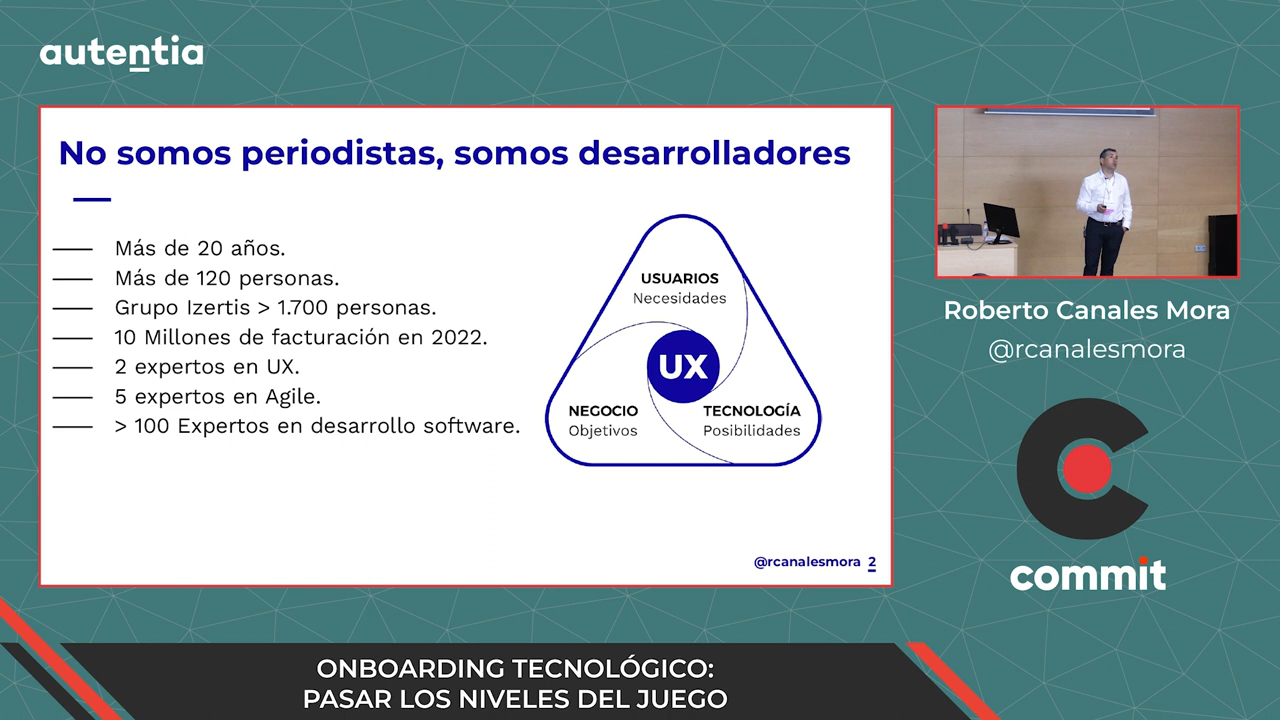 autentia
No somos periodistas, somos desarrolladores
Más de 20 años.
Más de 120 personas.
Grupo Izertis > 1.700 personas.
10 Millones de facturación en 2022.
2 expertos en UX.
5 expertos en Agile.
> 100 Expertos en desarrollo software.
USUARIOS
Necesidades
UX
NEGOCIO
Objetivos
TECNOLOGÍA
Posibilidades
@rcanalesmora 2
Roberto Canales Mora
@rcanalesmora
commit
ONBOARDING TECNOLÓGICO:
PASAR LOS NIVELES DEL JUEGO